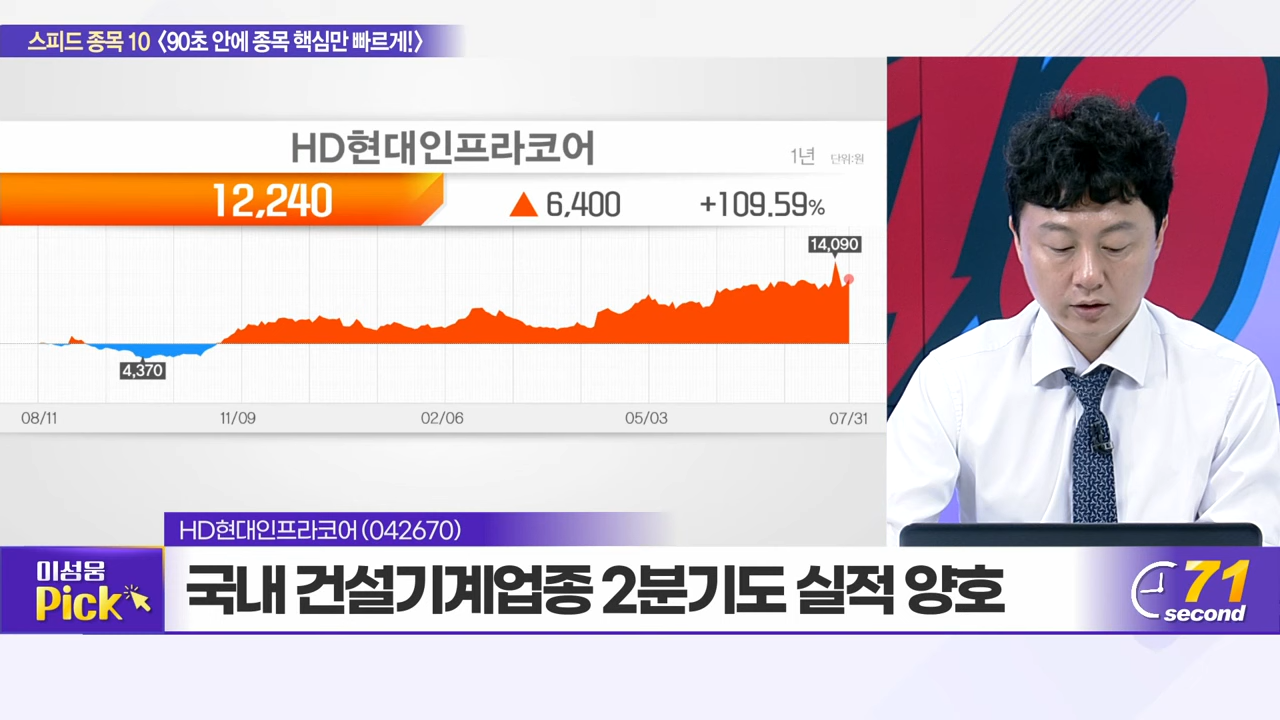 스피드 종목 10 〈90초 안에 종목 핵심만 빠르게!〉
HD현대인프라코어
1년 단위:원
12,240 ▲ 6,400 +109.59%
14,090
4,370
08/11 11/09 02/06 05/03 07/31
HD현대인프라코어(042670)
이성웅
Pick
국내 건설기계업종 2분기도 실적 양호
71
second
10